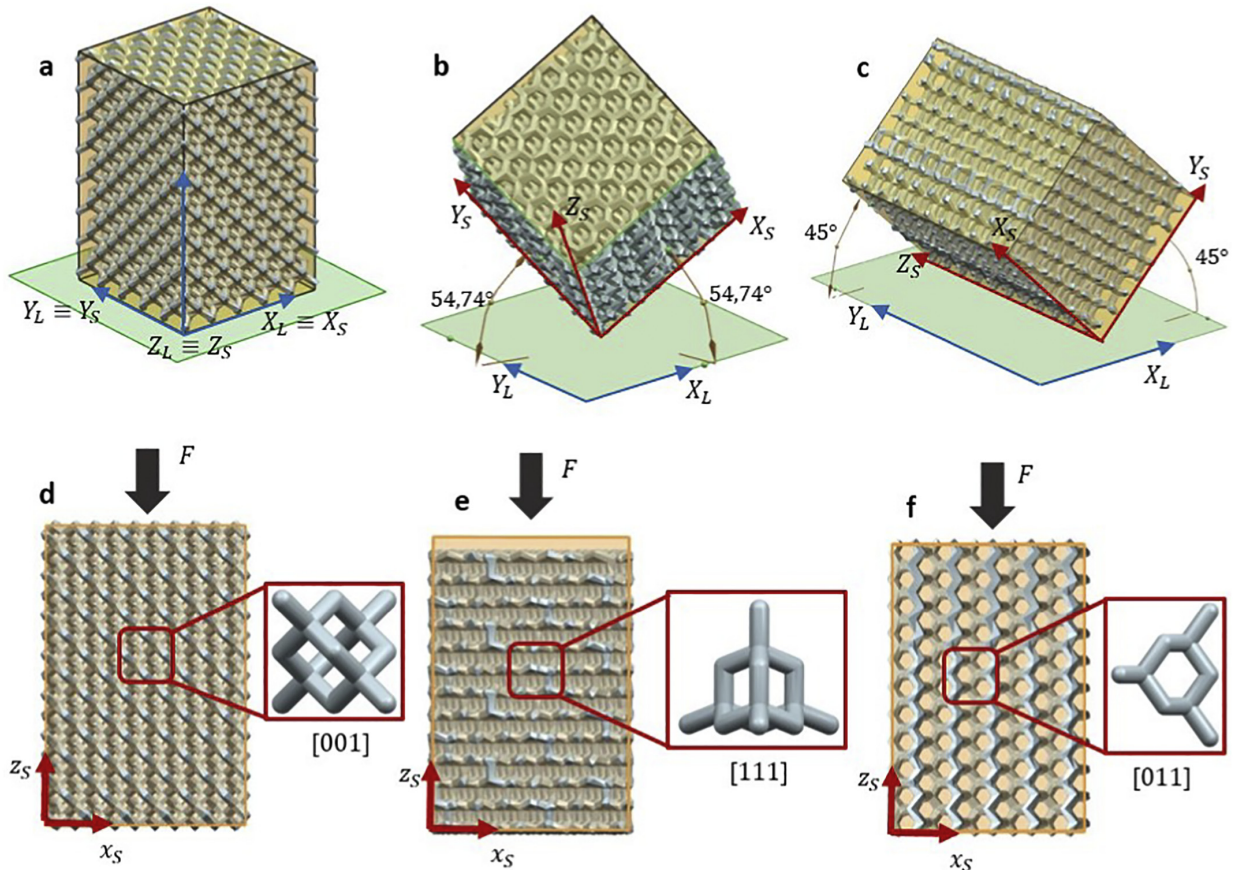 a
Y_L ≡ Y_S
X_L ≡ X_S
Z_L ≡ Z_S
b
Y_S
Z_S
X_S
54,74°
54,74°
Y_L
X_L
c
Y_S
45°
X_S
Z_S
45°
Y_L
X_L
F
d
[001]
z_S
x_S
F
e
[111]
z_S
x_S
F
f
[011]
z_S
x_S